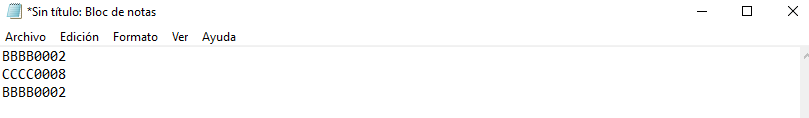 *Sin título: Bloc de notas
Archivo Edición Formato Ver Ayuda
BBBB0002
CCCC0008
BBBB0002